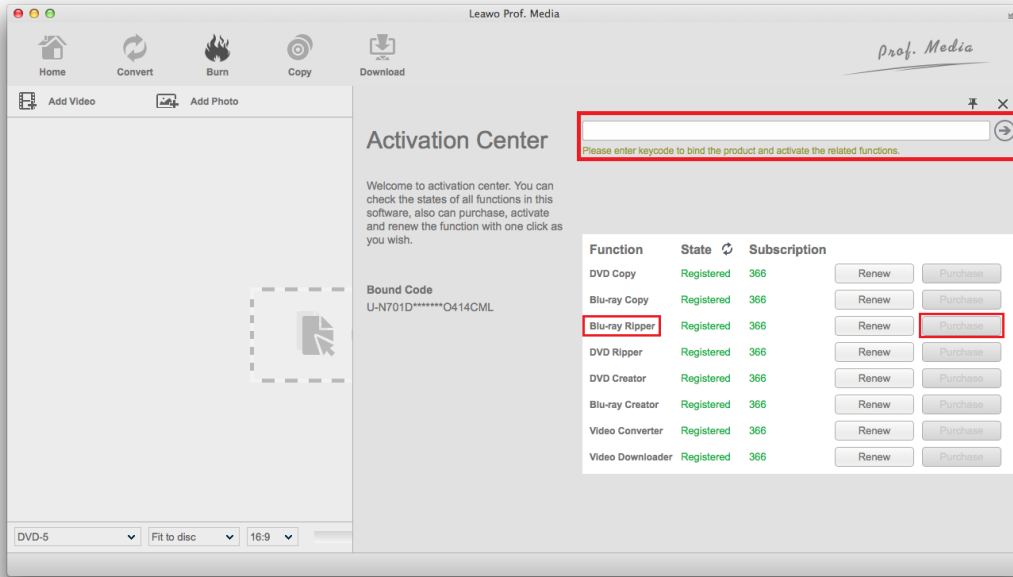 Leawo Prof. Media
Home Convert Burn Copy Download
Prof. Media
Add Video Add Photo
Activation Center
Please enter keycode to bind the product and activate the related functions.
Welcome to activation center. You can
check the states of all functions in this
software, also can purchase, activate
and renew the function with one click as
you wish.
Bound Code
U-N701D*******O414CML
Function State Subscription
DVD Copy Registered 366 Renew Purchase
Blu-ray Copy Registered 366 Renew Purchase
Blu-ray Ripper Registered 366 Renew Purchase
DVD Ripper Registered 366 Renew Purchase
DVD Creator Registered 366 Renew Purchase
Blu-ray Creator Registered 366 Renew Purchase
Video Converter Registered 366 Renew Purchase
Video Downloader Registered 366 Renew Purchase
DVD-5 Fit to disc 16:9